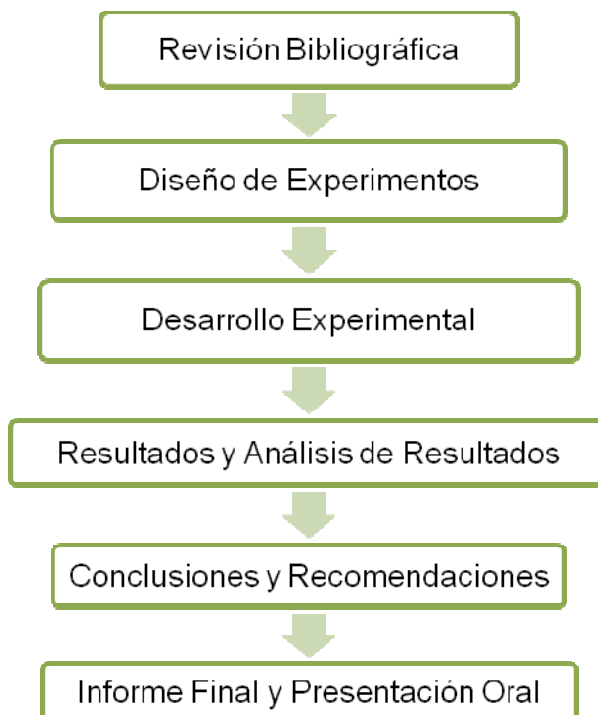 Revisión Bibliográfica
Diseño de Experimentos
Desarrollo Experimental
Resultados y Análisis de Resultados
Conclusiones y Recomendaciones
Informe Final y Presentación Oral